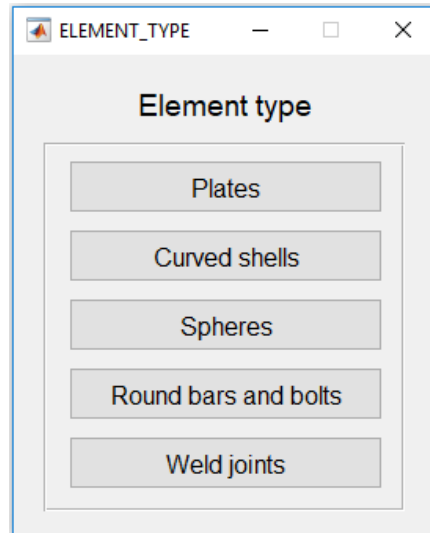 ELEMENT_TYPE
Element type
Plates
Curved shells
Spheres
Round bars and bolts
Weld joints